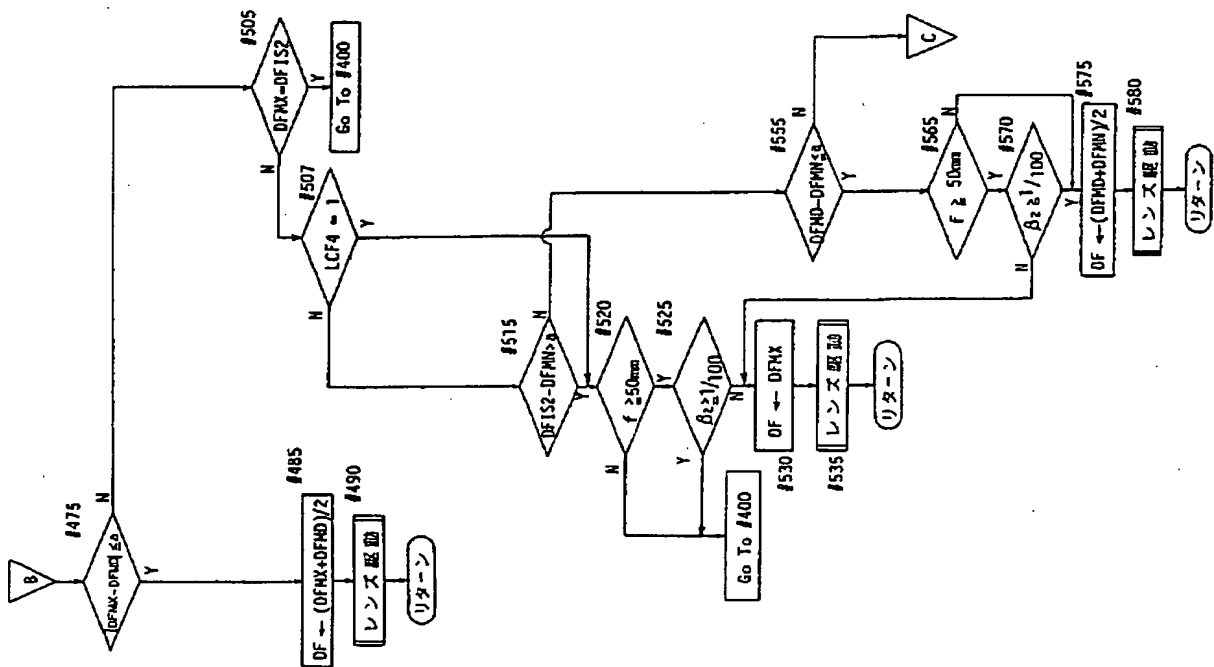 B
#475
|DFMX-DFMD|≦a
N
Y
#485
DF ← (DFMX+DFMD)/2
#490
レンズ駆動
リターン
#505
DFMX=DFIS2
N
Y
Go To #400
#507
LCF4 = 1
N
Y
#515
DFIS2-DFMN>a
N
Y
#520
f ≧50mm
N
Y
#525
β₂≧1/100
Y
N
Go To #400
#530
DF ← DFMX
#535
レンズ駆動
リターン
#555
DFMD-DFMN≦a
N
Y
C
#565
f ≧ 50mm
N
Y
#570
β₂≧1/100
N
Y
#575
DF ←(DFMD+DFMN)/2
#580
レンズ駆動
リターン